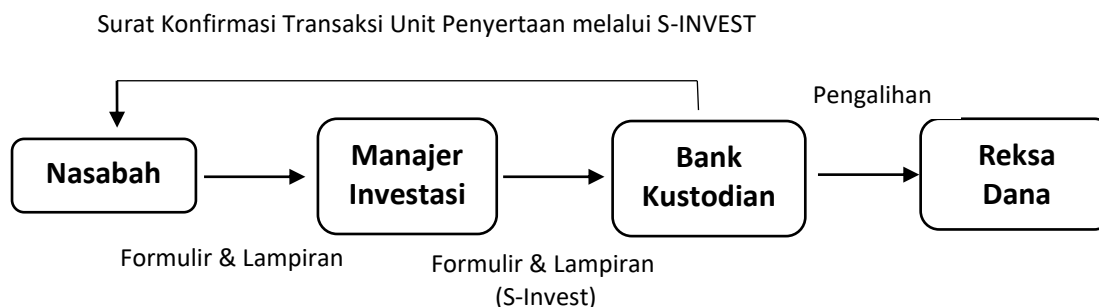 Surat Konfirmasi Transaksi Unit Penyertaan melalui S-INVEST
Pengalihan
Nasabah
Manajer
Investasi
Bank
Kustodian
Reksa
Dana
Formulir & Lampiran
Formulir & Lampiran
(S-Invest)